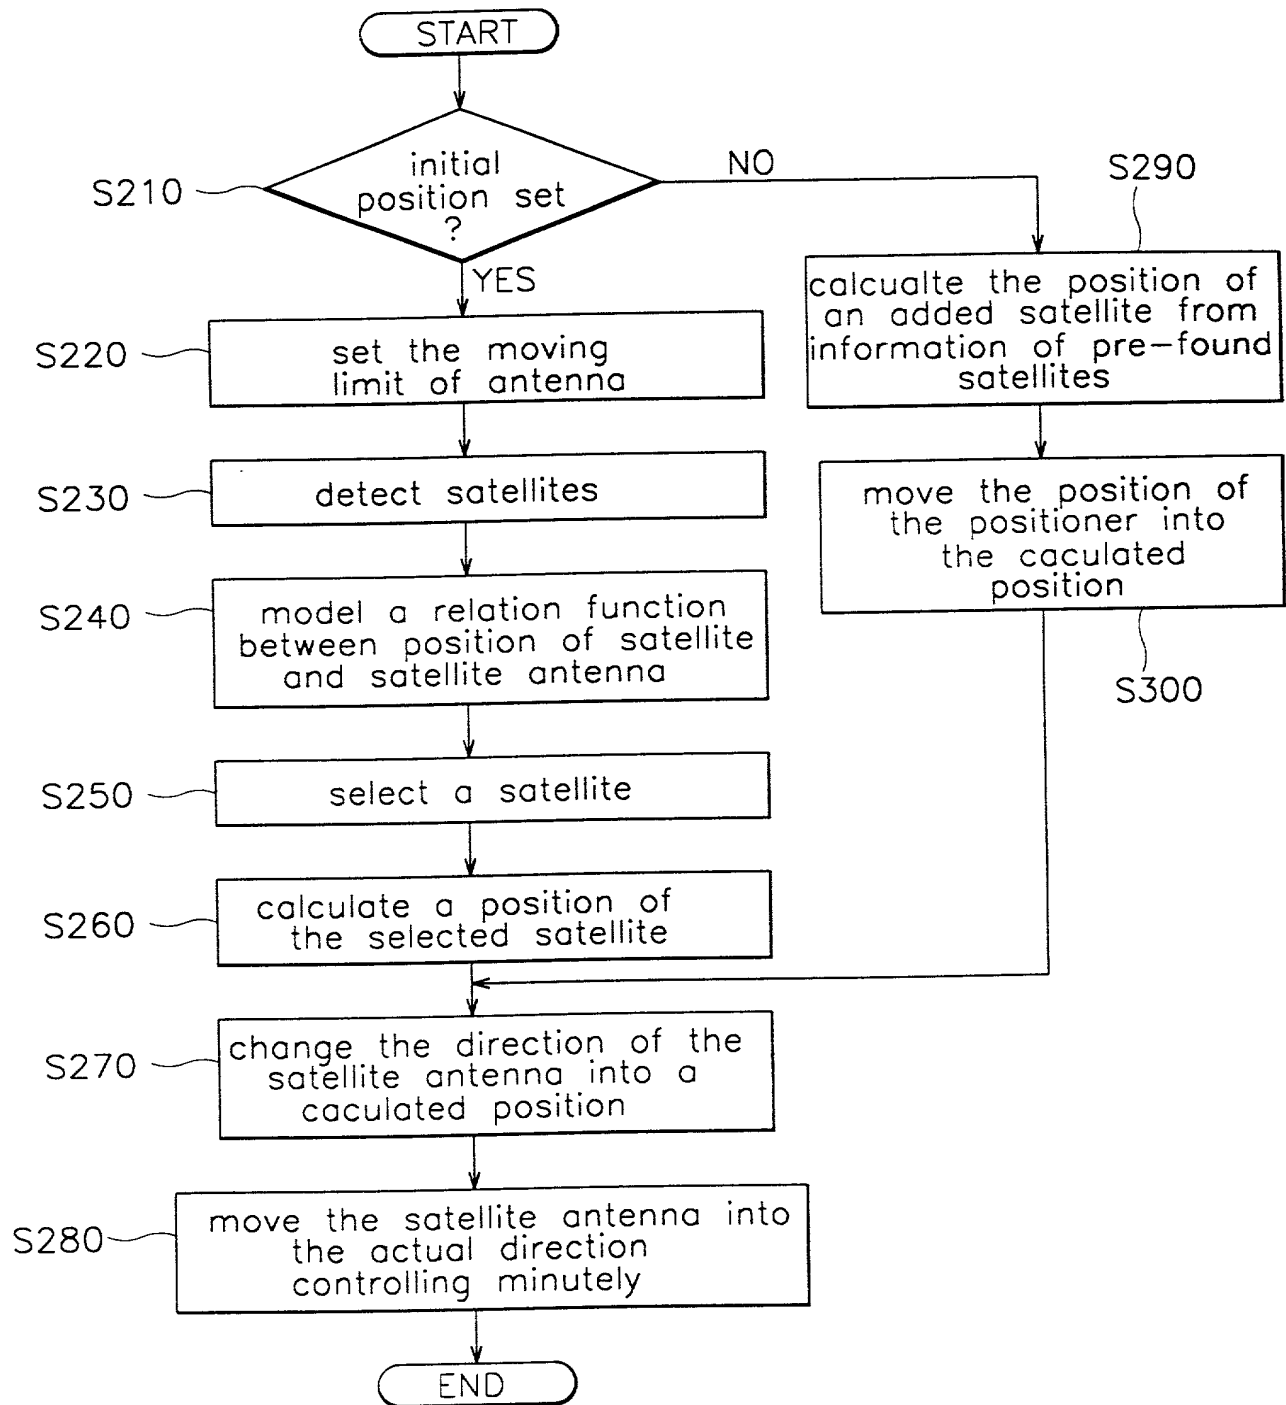 START
initial
position set
?
S210
NO
YES
S290
calcualte the position of
an added satellite from
information of pre-found
satellites
S220
set the moving
limit of antenna
S230
detect satellites
move the position of
the positioner into
the caculated
position
S300
S240
model a relation function
between position of satellite
and satellite antenna
S250
select a satellite
S260
calculate a position of
the selected satellite
S270
change the direction of the
satellite antenna into a
caculated position
S280
move the satellite antenna into
the actual direction
controlling minutely
END